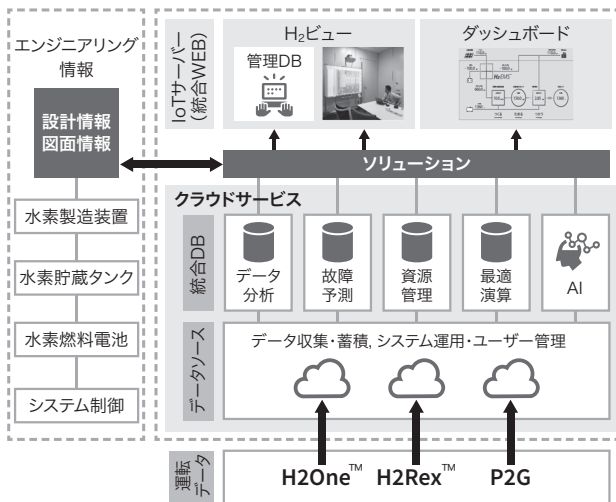 エンジニアリング
情報
設計情報
図面情報
水素製造装置
水素貯蔵タンク
水素燃料電池
システム制御
IoTサーバー
(統合WEB)
H₂ビュー
管理DB
ダッシュボード
H₂EMS
ソリューション
クラウドサービス
統合DB
データ
分析
故障
予測
資源
管理
最適
演算
AI
データソース
データ収集・蓄積, システム運用・ユーザー管理
運転
データ
H2One™
H2Rex™
P2G